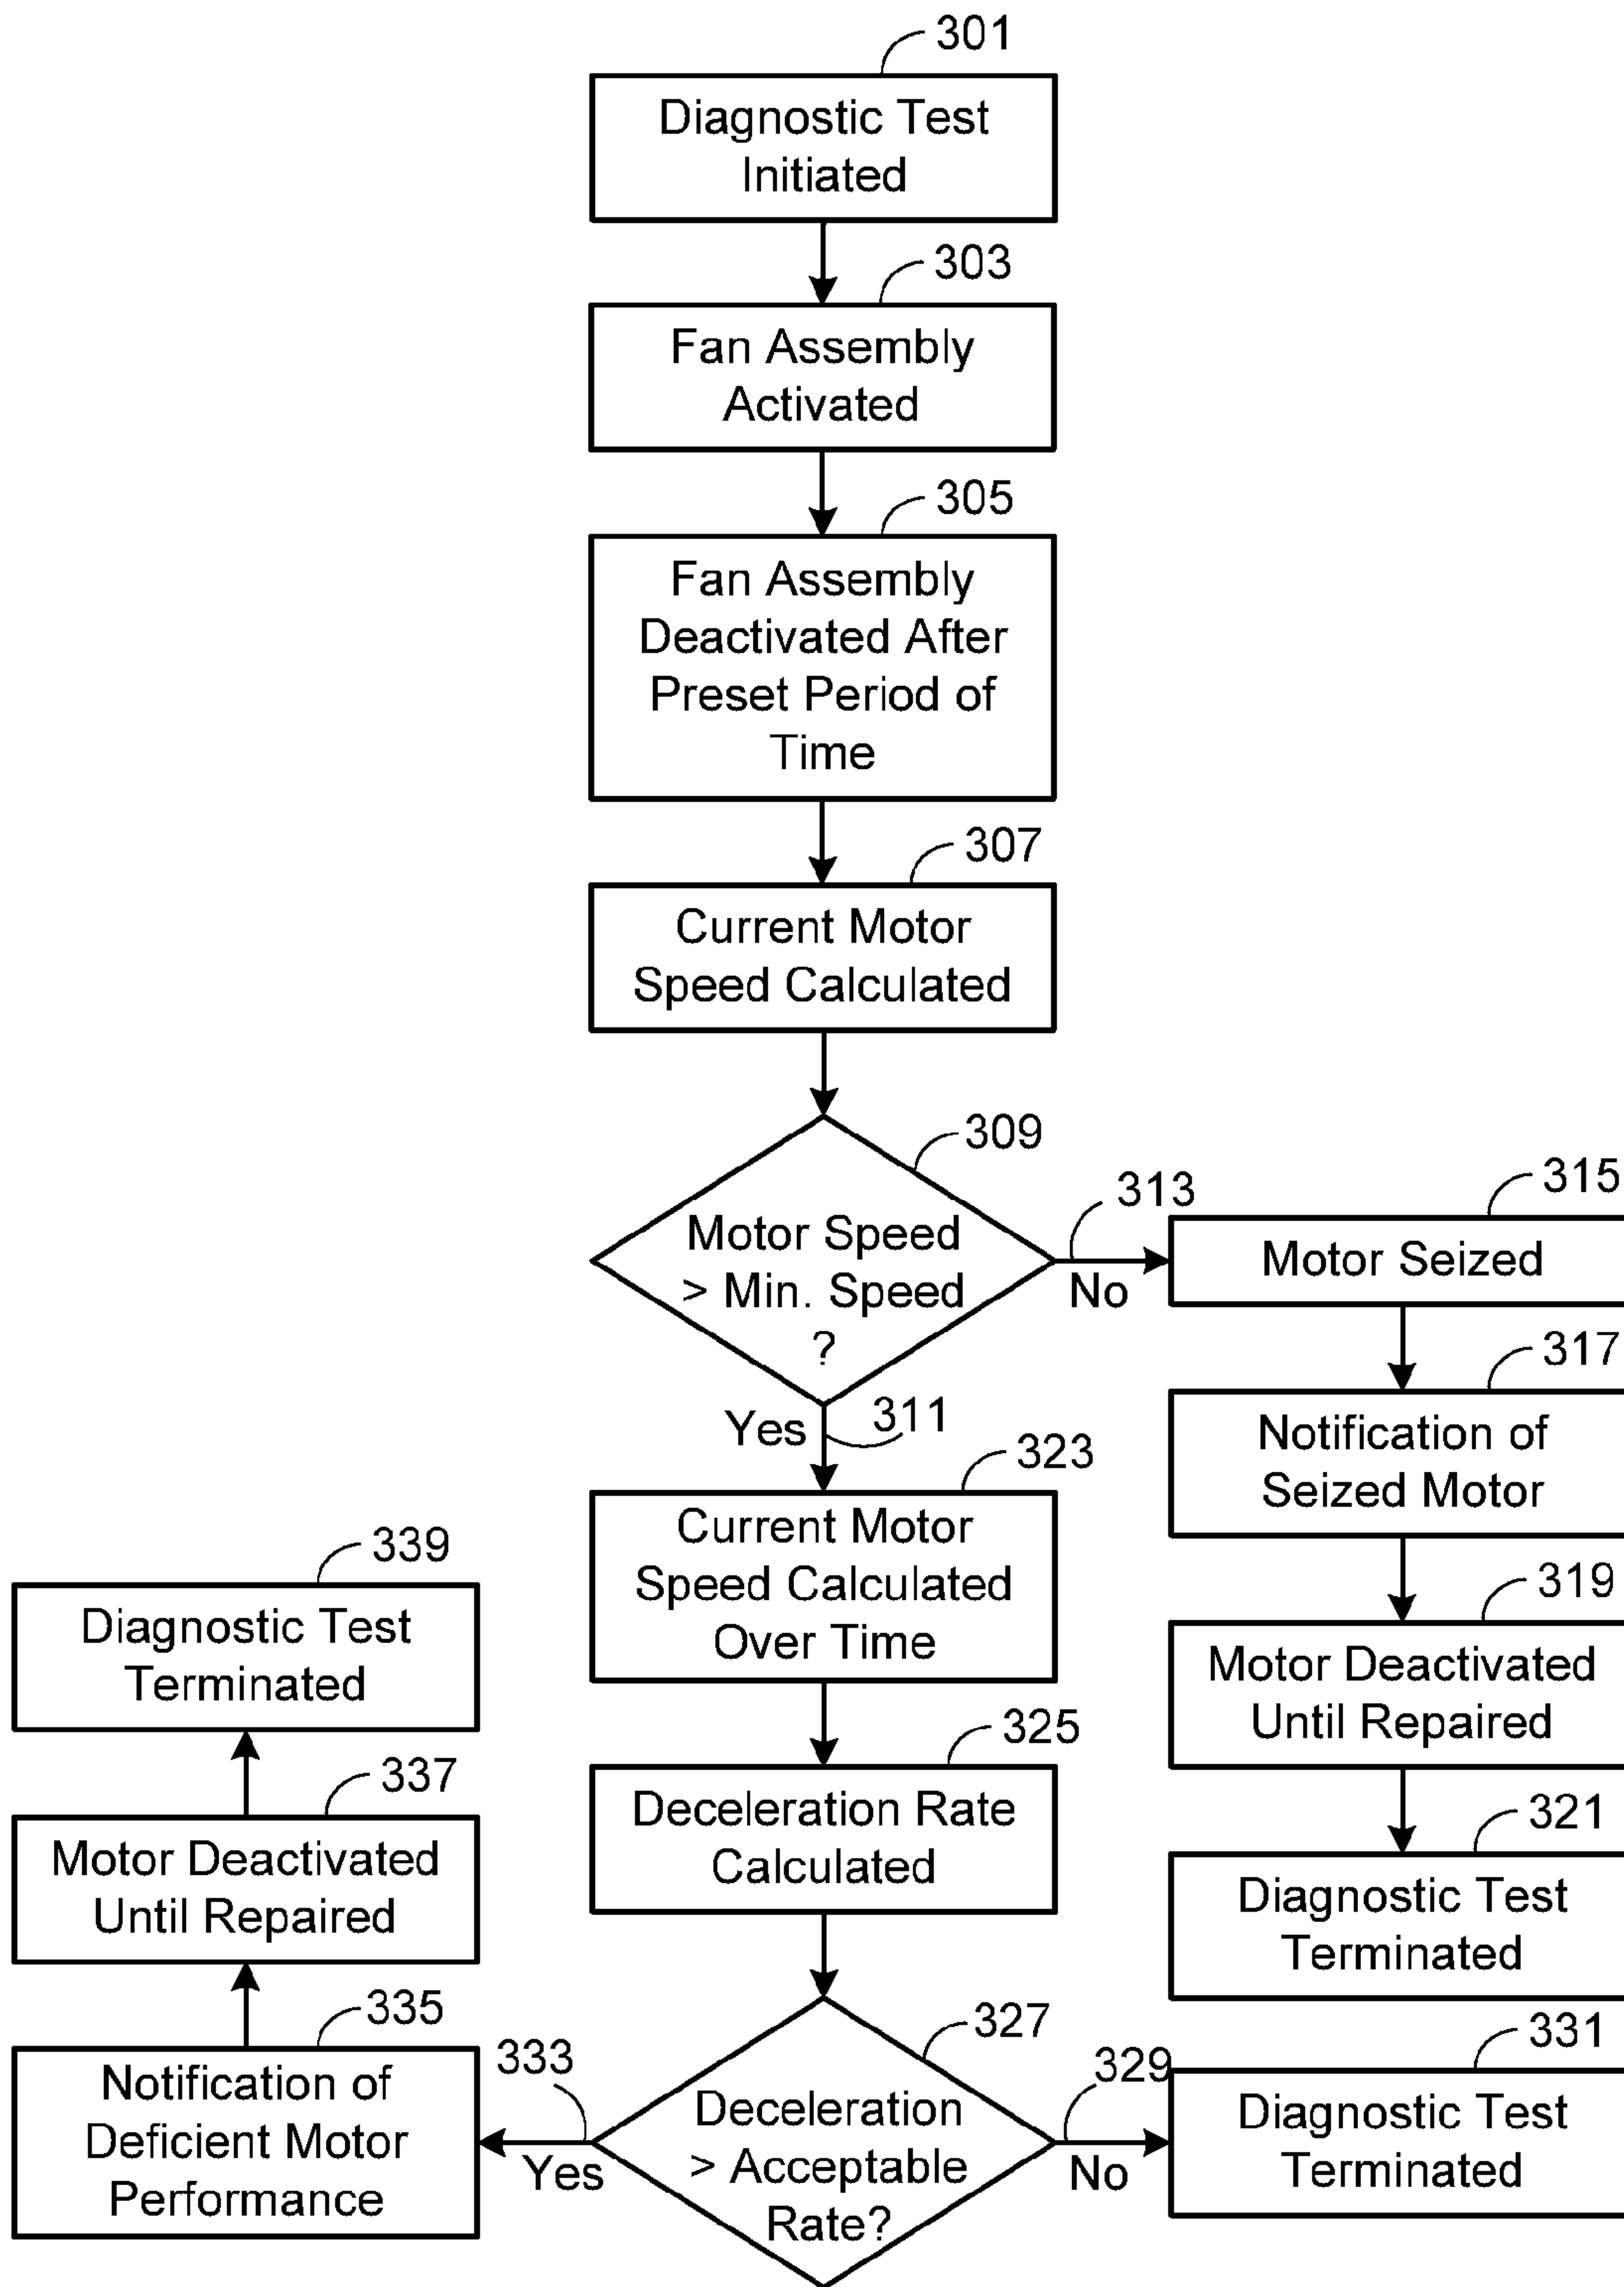 301
Diagnostic Test
Initiated
303
Fan Assembly
Activated
305
Fan Assembly
Deactivated After
Preset Period of
Time
307
Current Motor
Speed Calculated
309
Motor Speed
> Min. Speed
?
313
No
315
Motor Seized
317
Notification of
Seized Motor
319
Motor Deactivated
Until Repaired
321
Diagnostic Test
Terminated
Yes
311
323
Current Motor
Speed Calculated
Over Time
325
Deceleration Rate
Calculated
327
Deceleration
> Acceptable
Rate?
329
No
331
Diagnostic Test
Terminated
333
Yes
335
Notification of
Deficient Motor
Performance
337
Motor Deactivated
Until Repaired
339
Diagnostic Test
Terminated